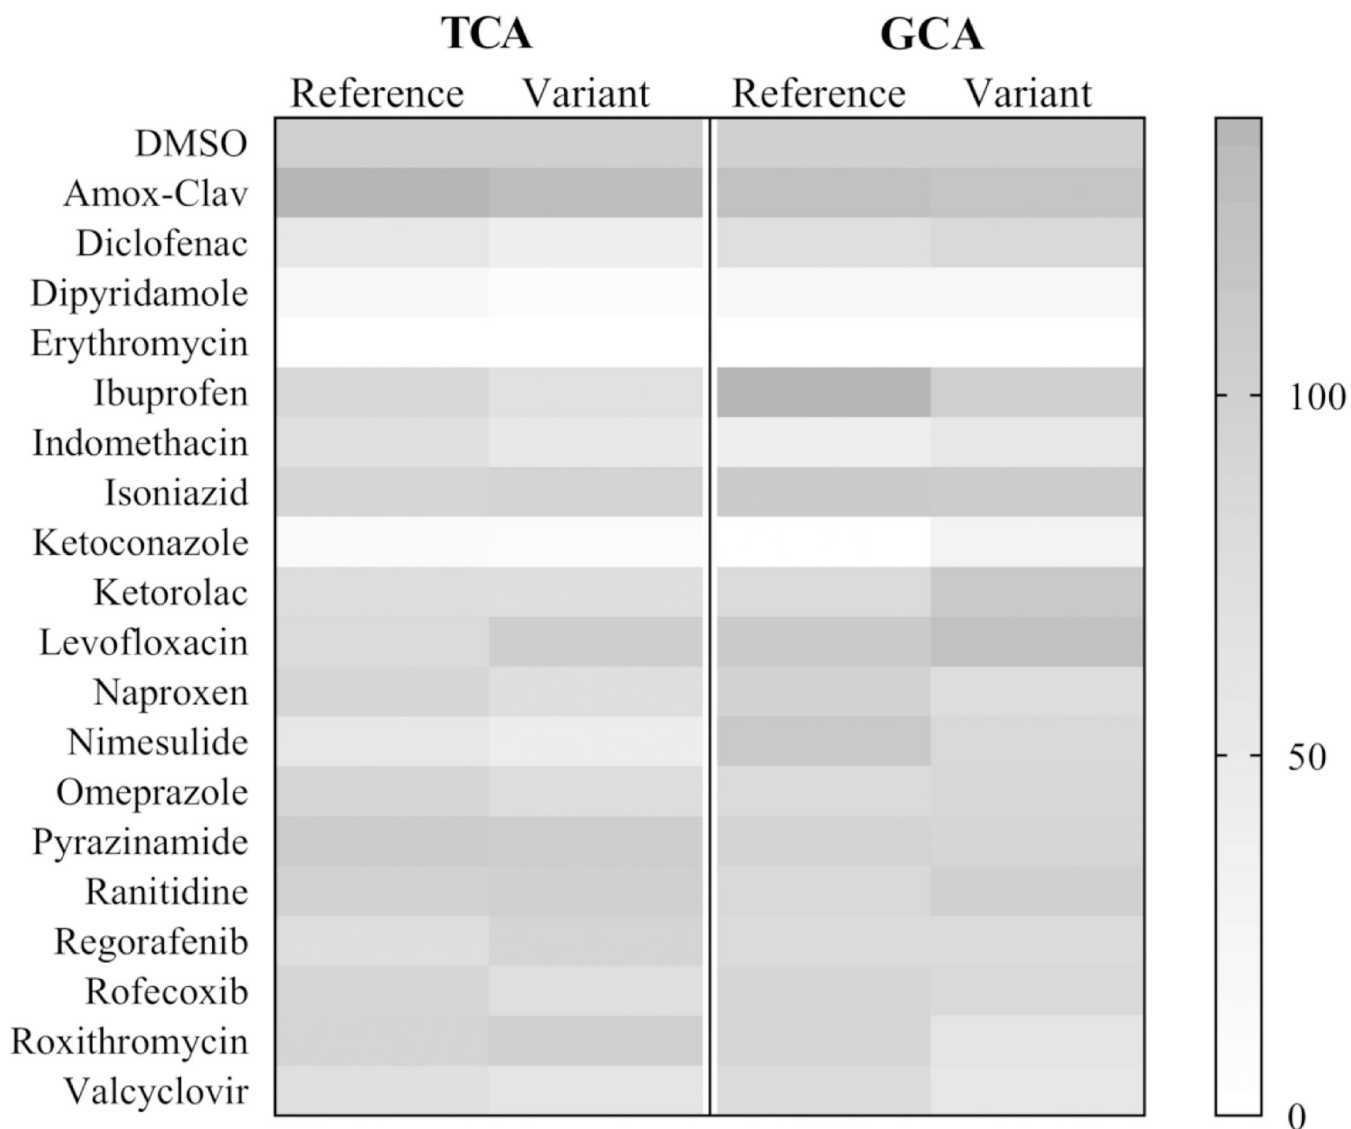 TCA GCA
Reference Variant Reference Variant
DMSO
Amox-Clav
Diclofenac
Dipyridamole
Erythromycin
Ibuprofen
Indomethacin
Isoniazid
Ketoconazole
Ketorolac
Levofloxacin
Naproxen
Nimesulide
Omeprazole
Pyrazinamide
Ranitidine
Regorafenib
Rofecoxib
Roxithromycin
Valcyclovir
100
50
0